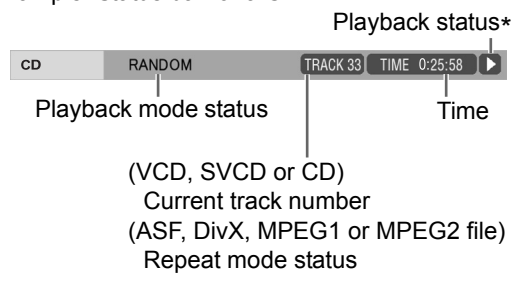 Playback status*
CD RANDOM TRACK 33 TIME 0:25:58
Playback mode status Time
(VCD, SVCD or CD)
Current track number
(ASF, DivX, MPEG1 or MPEG2 file)
Repeat mode status